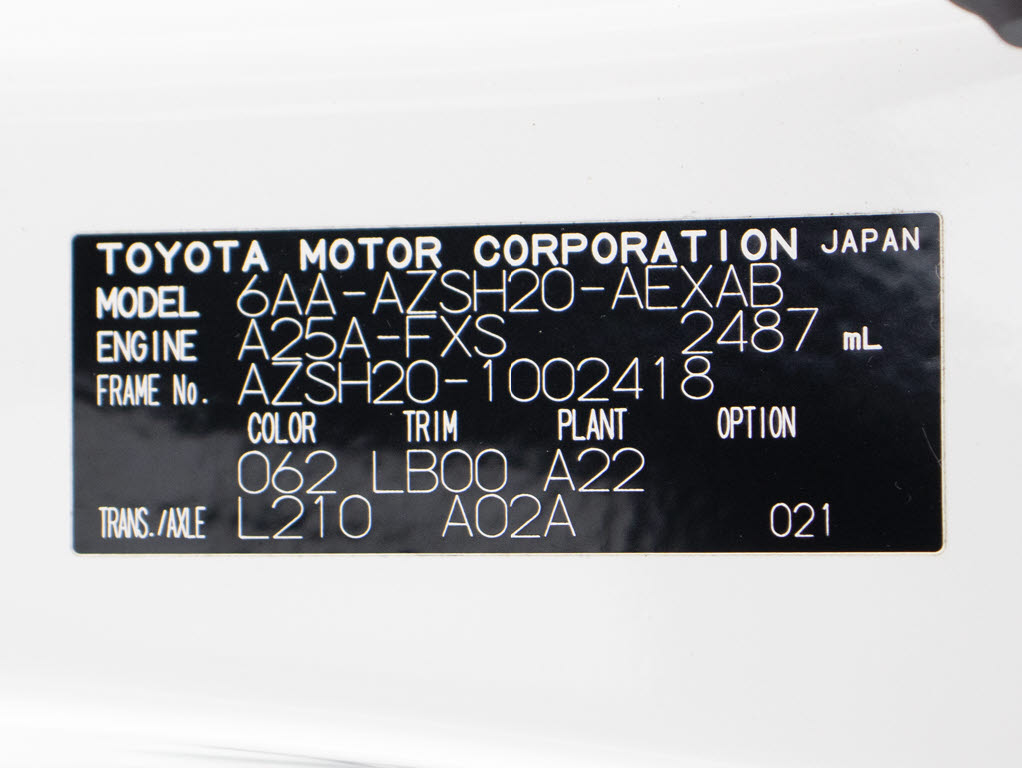 TOYOTA MOTOR CORPORATION JAPAN
MODEL 6AA-AZSH20-AEXAB
ENGINE A25A-FXS 2487 mL
FRAME No. AZSH20-1002418
COLOR TRIM PLANT OPTION
062 LB00 A22
TRANS./AXLE L210 A02A 021